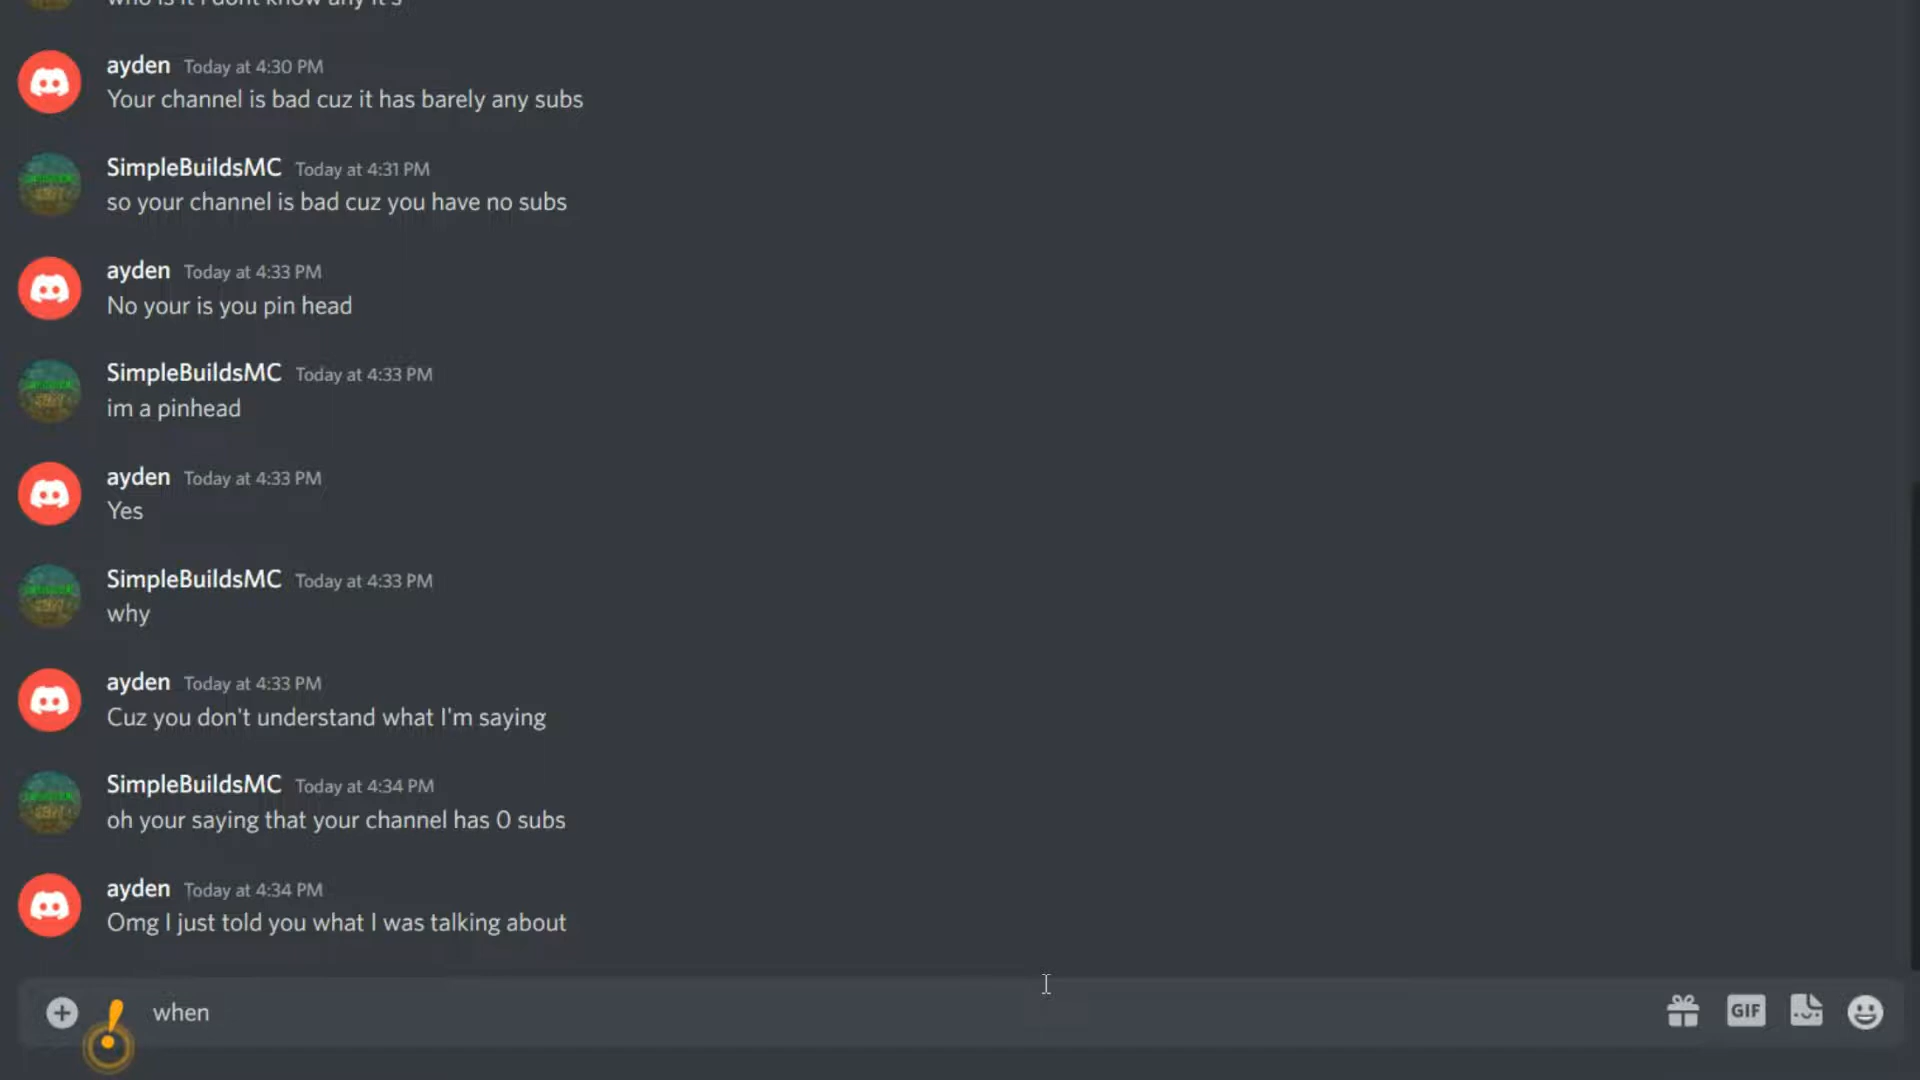 who is it i dont know any it's
ayden Today at 4:30 PM
Your channel is bad cuz it has barely any subs
SimpleBuildsMC Today at 4:31 PM
so your channel is bad cuz you have no subs
ayden Today at 4:33 PM
No your is you pin head
SimpleBuildsMC Today at 4:33 PM
im a pinhead
ayden Today at 4:33 PM
Yes
SimpleBuildsMC Today at 4:33 PM
why
ayden Today at 4:33 PM
Cuz you don't understand what I'm saying
SimpleBuildsMC Today at 4:34 PM
oh your saying that your channel has 0 subs
ayden Today at 4:34 PM
Omg I just told you what I was talking about
when
GIF